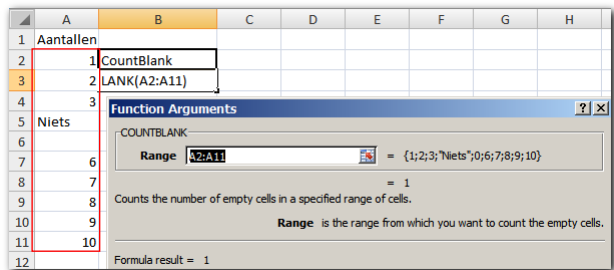 A B C D E F G H
1 Aantallen
2 1 CountBlank
3 2 LANK(A2:A11)
4 3
Function Arguments ? X
5 Niets
COUNTBLANK
6
Range A2:A11 = {1;2;3;"Niets";0;6;7;8;9;10}
7 6
8 7
= 1
9 8
Counts the number of empty cells in a specified range of cells.
10 9
Range is the range from which you want to count the empty cells.
11 10
12
Formula result = 1